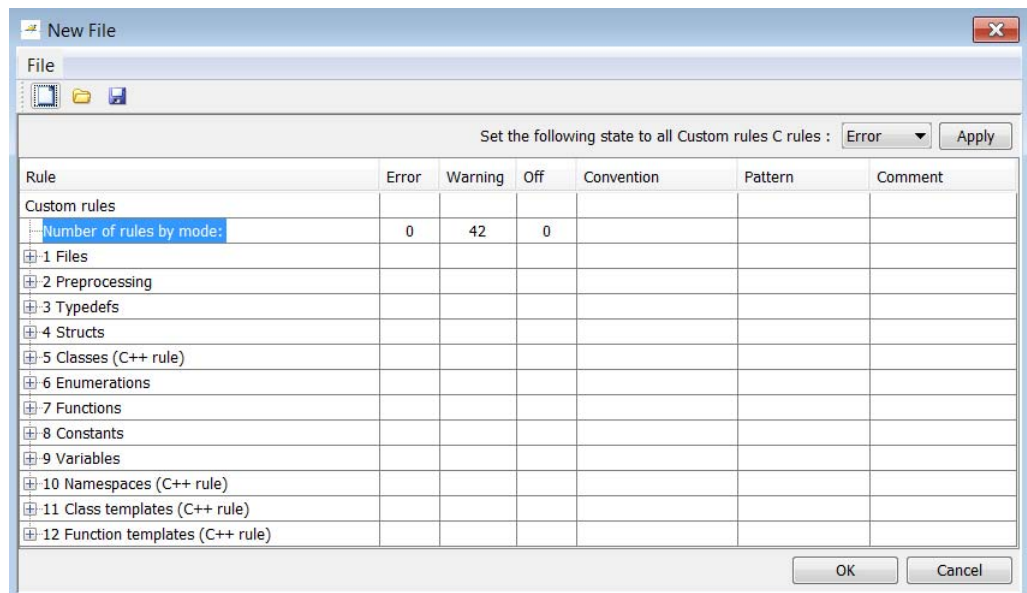 New File
File
Set the following state to all Custom rules C rules : Error Apply
Rule Error Warning Off Convention Pattern Comment
Custom rules
Number of rules by mode: 0 42 0
1 Files
2 Preprocessing
3 Typedefs
4 Structs
5 Classes (C++ rule)
6 Enumerations
7 Functions
8 Constants
9 Variables
10 Namespaces (C++ rule)
11 Class templates (C++ rule)
12 Function templates (C++ rule)
OK Cancel